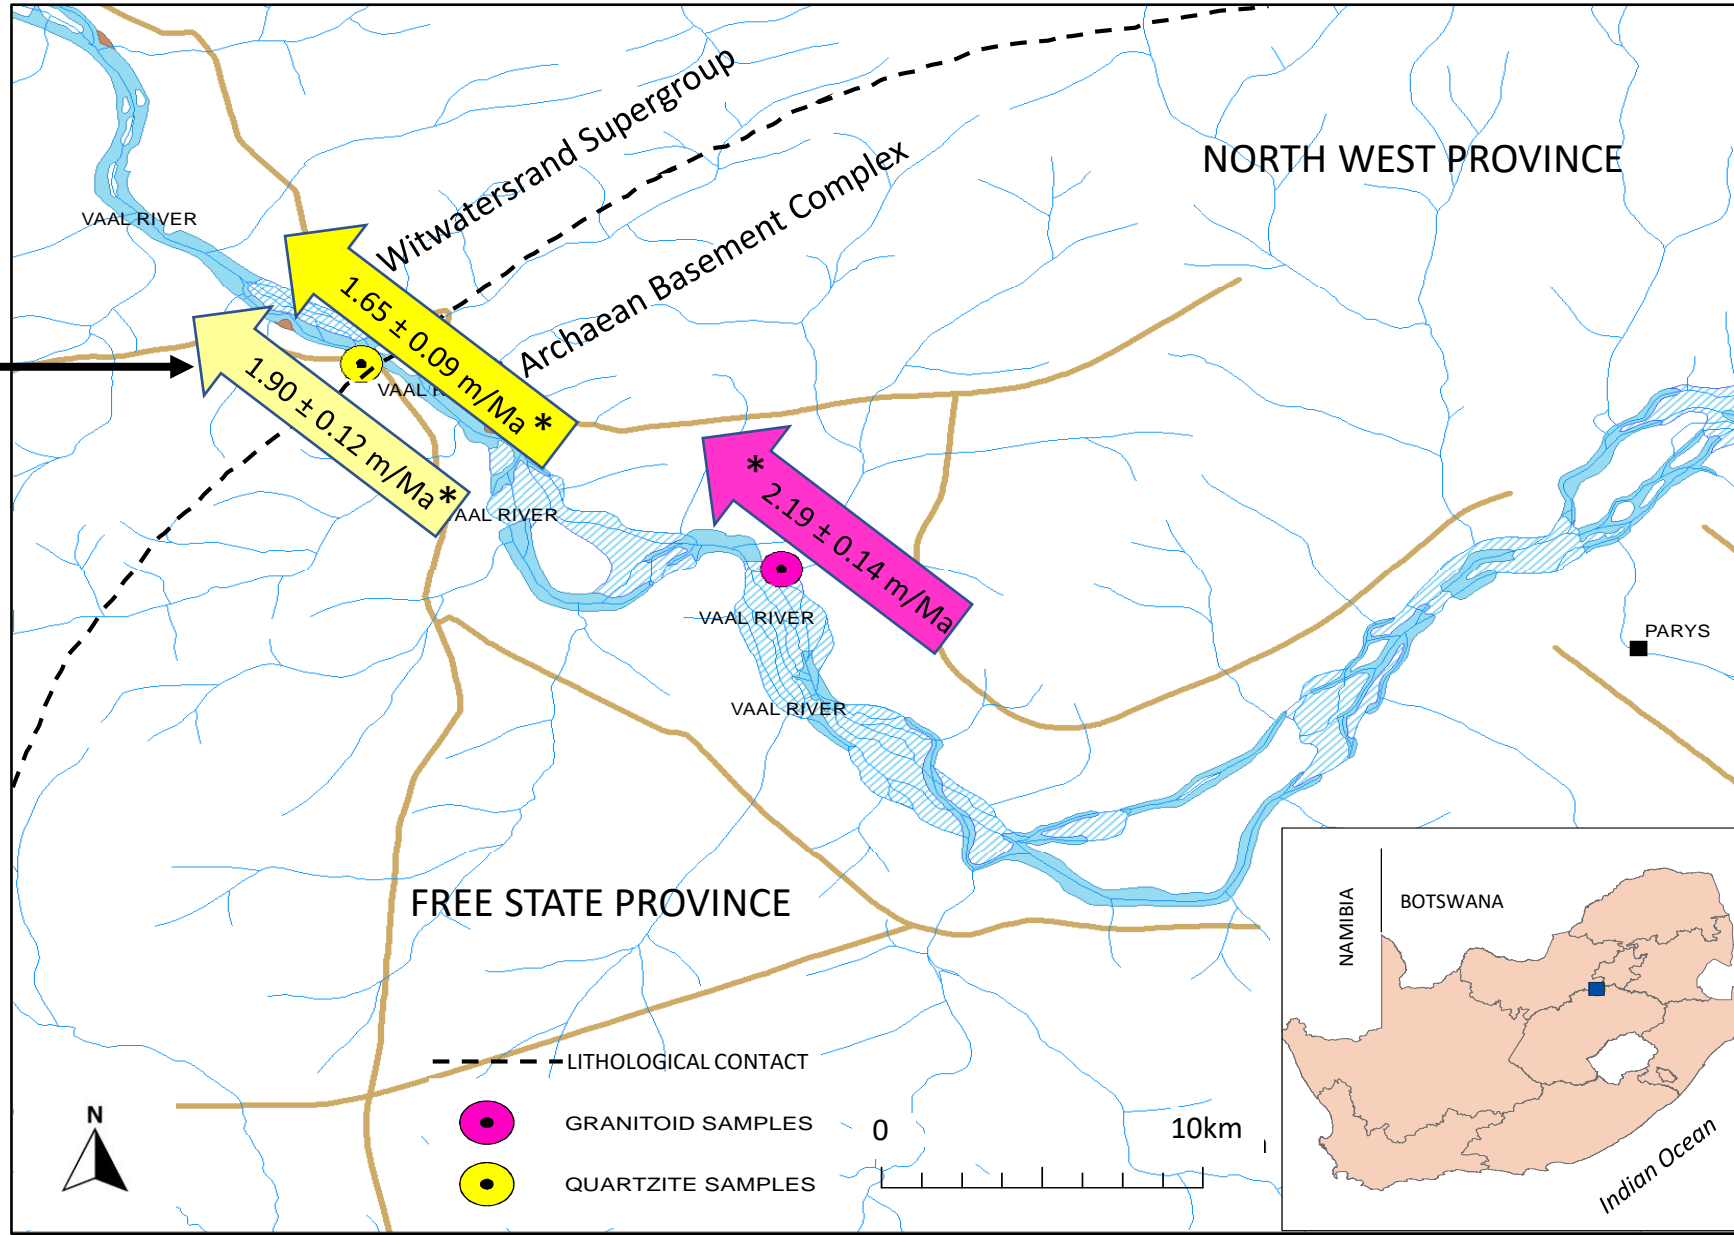 Witwatersrand Supergroup
Archaean Basement Complex
NORTH WEST PROVINCE
VAAL RIVER
1.65 ± 0.09 m/Ma *
1.90 ± 0.12 m/Ma *
VAAL R
AAL RIVER
* 2.19 ± 0.14 m/Ma
VAAL RIVER
PARYS
VAAL RIVER
FREE STATE PROVINCE
NAMIBIA
BOTSWANA
Indian Ocean
LITHOLOGICAL CONTACT
N
GRANITOID SAMPLES
0 10km
QUARTZITE SAMPLES